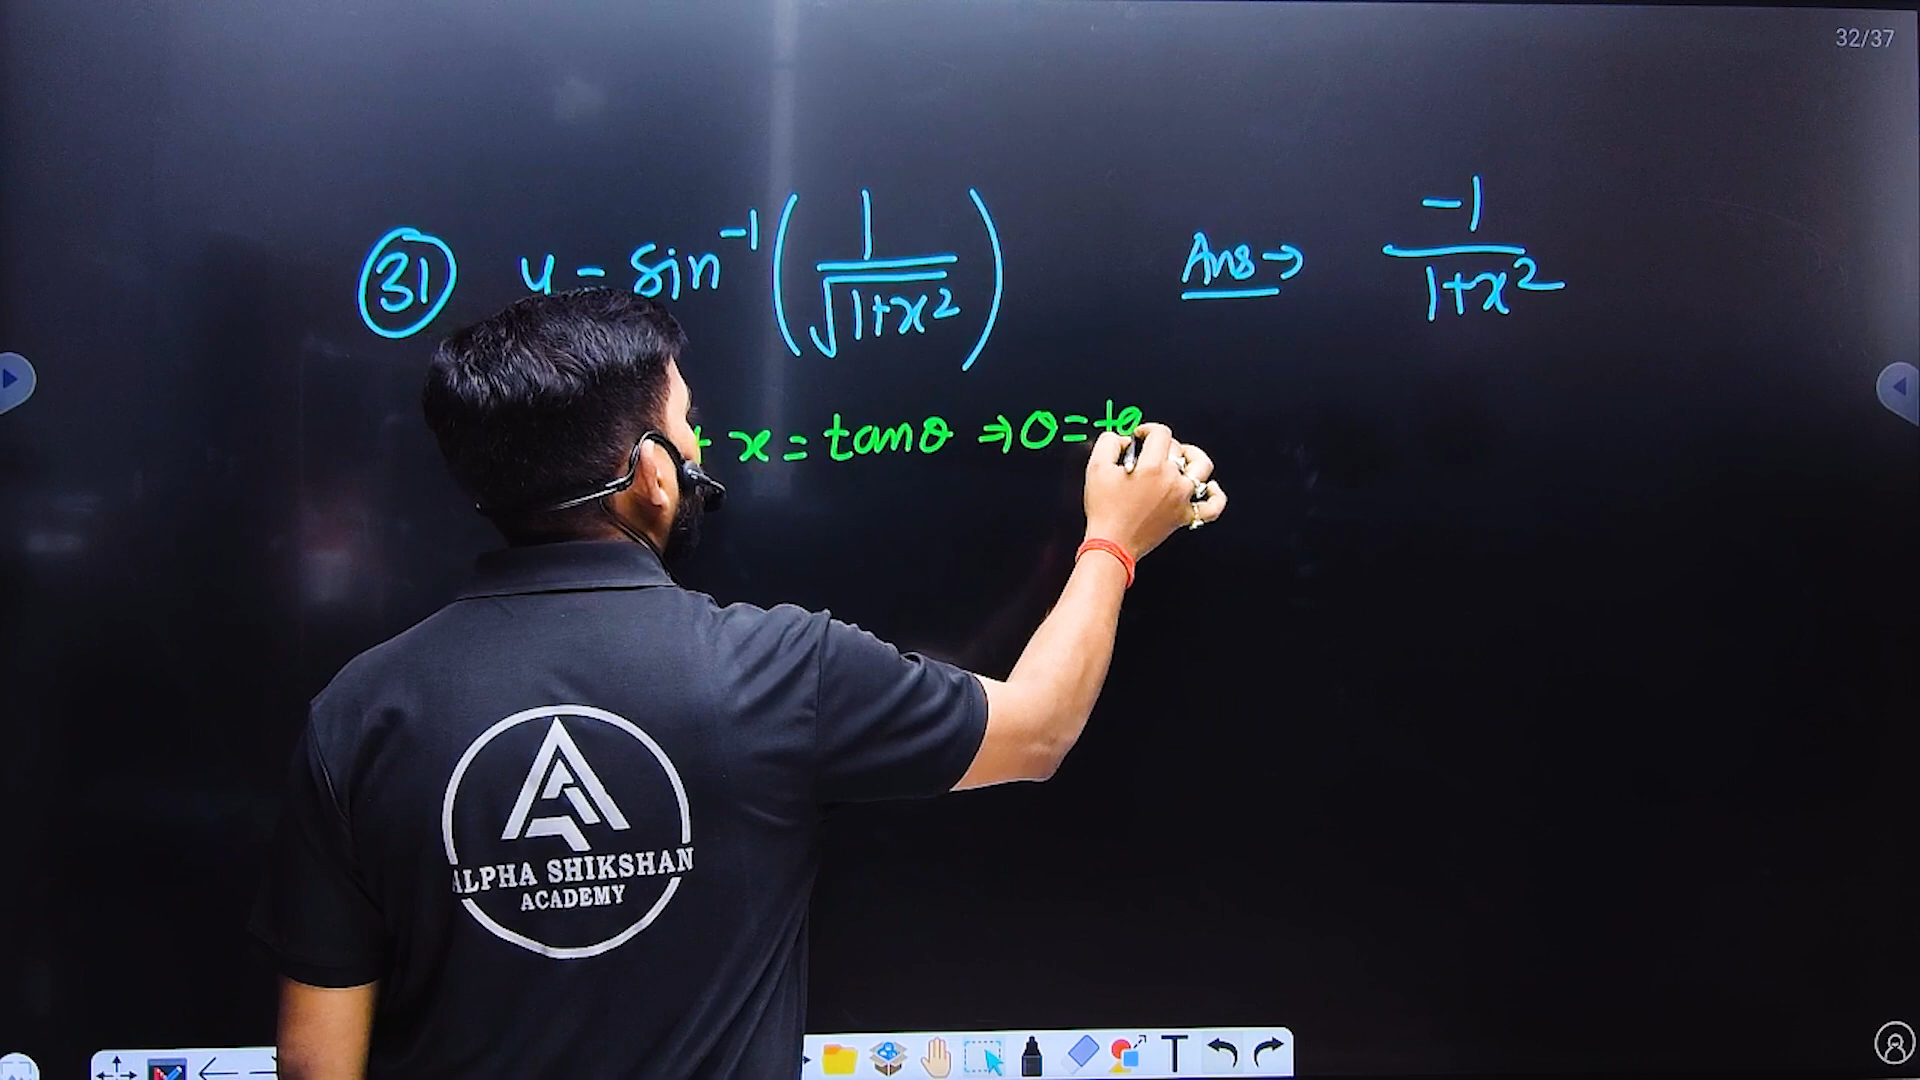 32/37
31 y = sin⁻¹(1/√(1+x²)) Ans → -1/(1+x²)
x = tanθ ⇒ θ = ta
ALPHA SHIKSHAN
ACADEMY
T